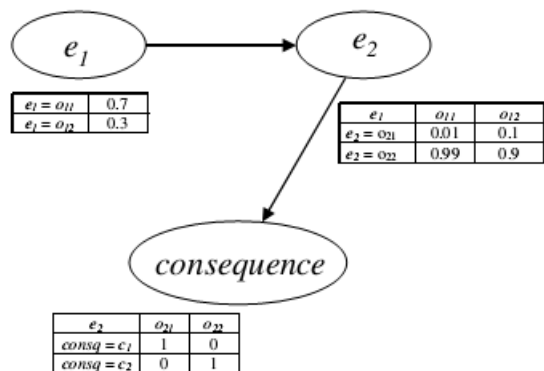 e₁
e₂
e₁ = o₁₁ 0.7
e₁ = o₁₂ 0.3
e₁ o₁₁ o₁₂
e₂ = o₂₁ 0.01 0.1
e₂ = o₂₂ 0.99 0.9
consequence
e₂ o₂₁ o₂₂
consq = c₁ 1 0
consq = c₂ 0 1